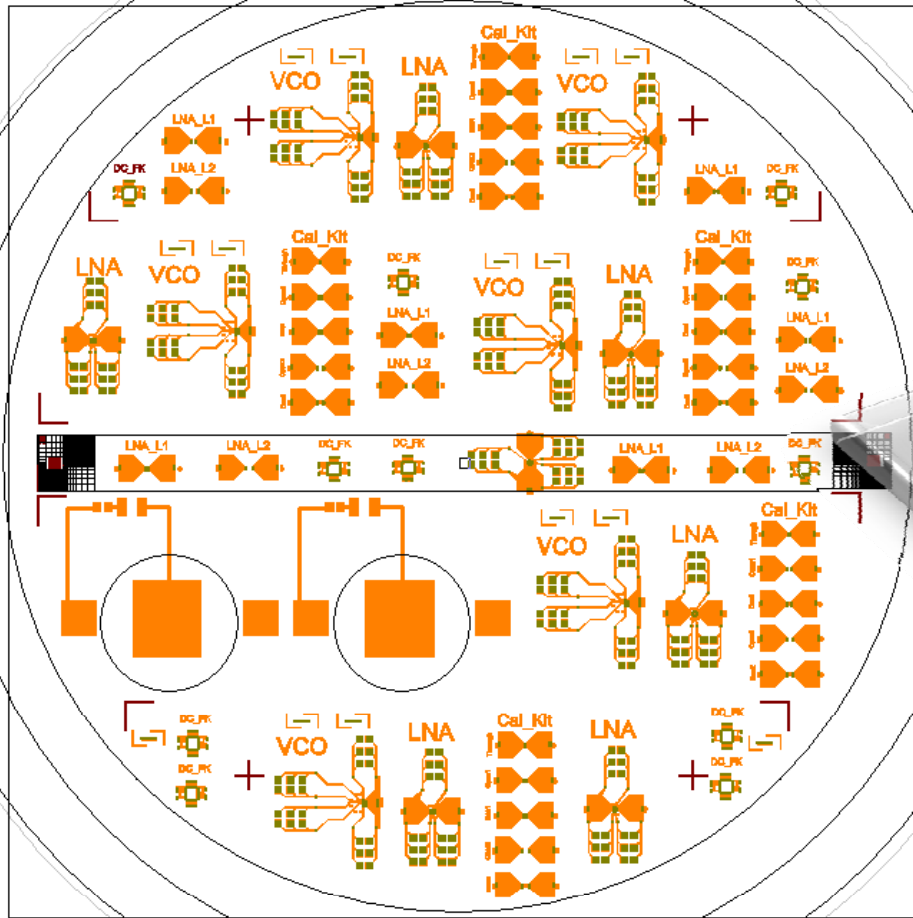 Cal_Kit
VCO
LNA
VCO
LNA_L1
DC_FK
LNA_L2
LNA_L1
DC_FK
Cal_Kit
Cal_Kit
LNA
VCO
DC_FK
VCO
LNA
DC_FK
LNA_L1
LNA_L1
LNA_L2
LNA_L2
LNA_L1
LNA_L2
DC_FK
DC_FK
LNA_L1
LNA_L2
DC_FK
Cal_Kit
VCO
LNA
DC_FK
VCO
LNA
Cal_Kit
LNA
DC_FK
DC_FK
DC_FK